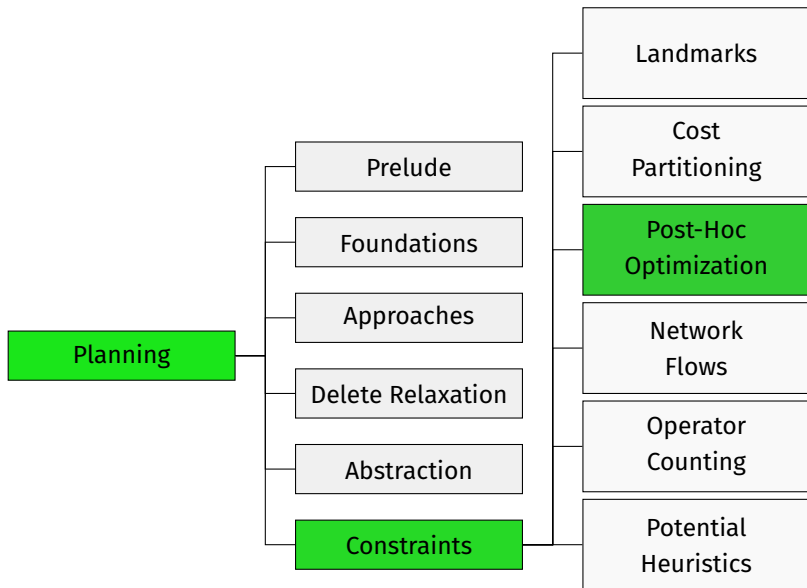 Planning
Prelude
Foundations
Approaches
Delete Relaxation
Abstraction
Constraints
Landmarks
Cost
Partitioning
Post-Hoc
Optimization
Network
Flows
Operator
Counting
Potential
Heuristics